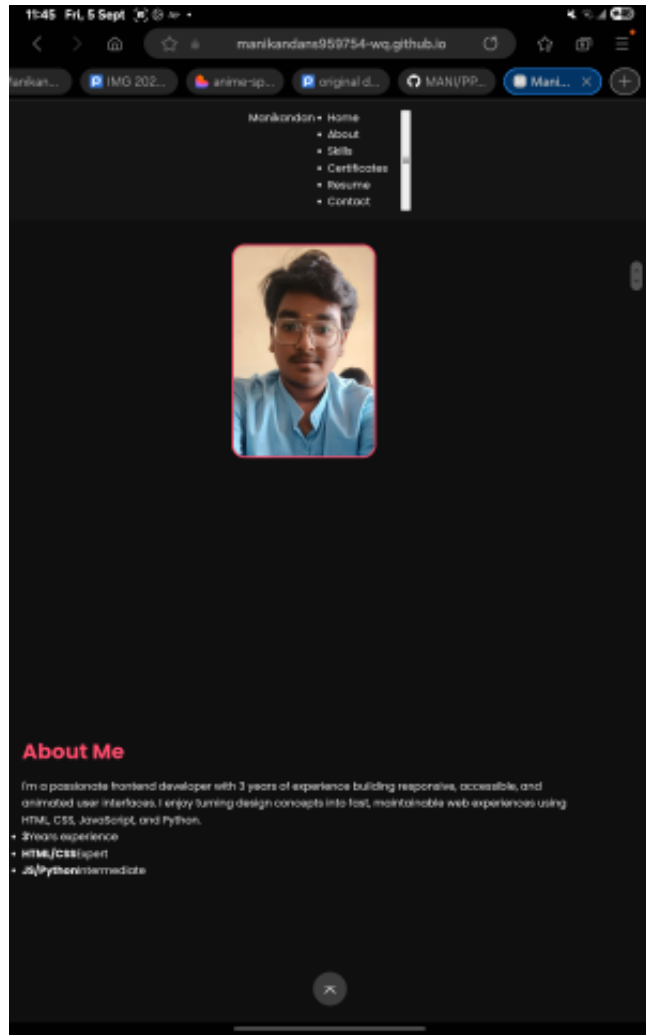 11:45 Fri, 5 Sept
manikandans959754-wq.github.io
IMG 202...
anime-sp...
original d...
MANI/PP...
Mani...
Manikandan • Home
• About
• Skills
• Certificates
• Resume
• Contact
About Me
I'm a passionate frontend developer with 3 years of experience building responsive, accessible, and
animated user interfaces. I enjoy turning design concepts into fast, maintainable web experiences using
HTML, CSS, JavaScript, and Python.
• 3Years experience
• HTML/CSSExpert
• JS/PythonIntermediate